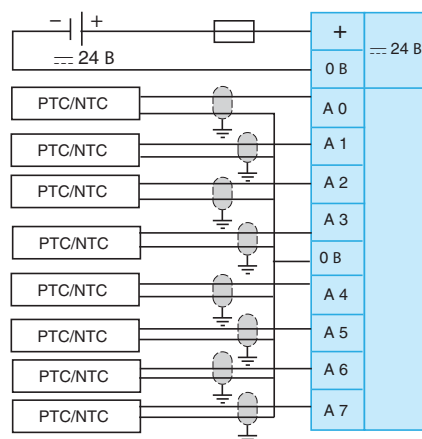 − +
24 В
+
24 В
0 В
PTC/NTC
A 0
PTC/NTC
A 1
PTC/NTC
A 2
A 3
PTC/NTC
0 В
PTC/NTC
A 4
PTC/NTC
A 5
PTC/NTC
A 6
PTC/NTC
A 7